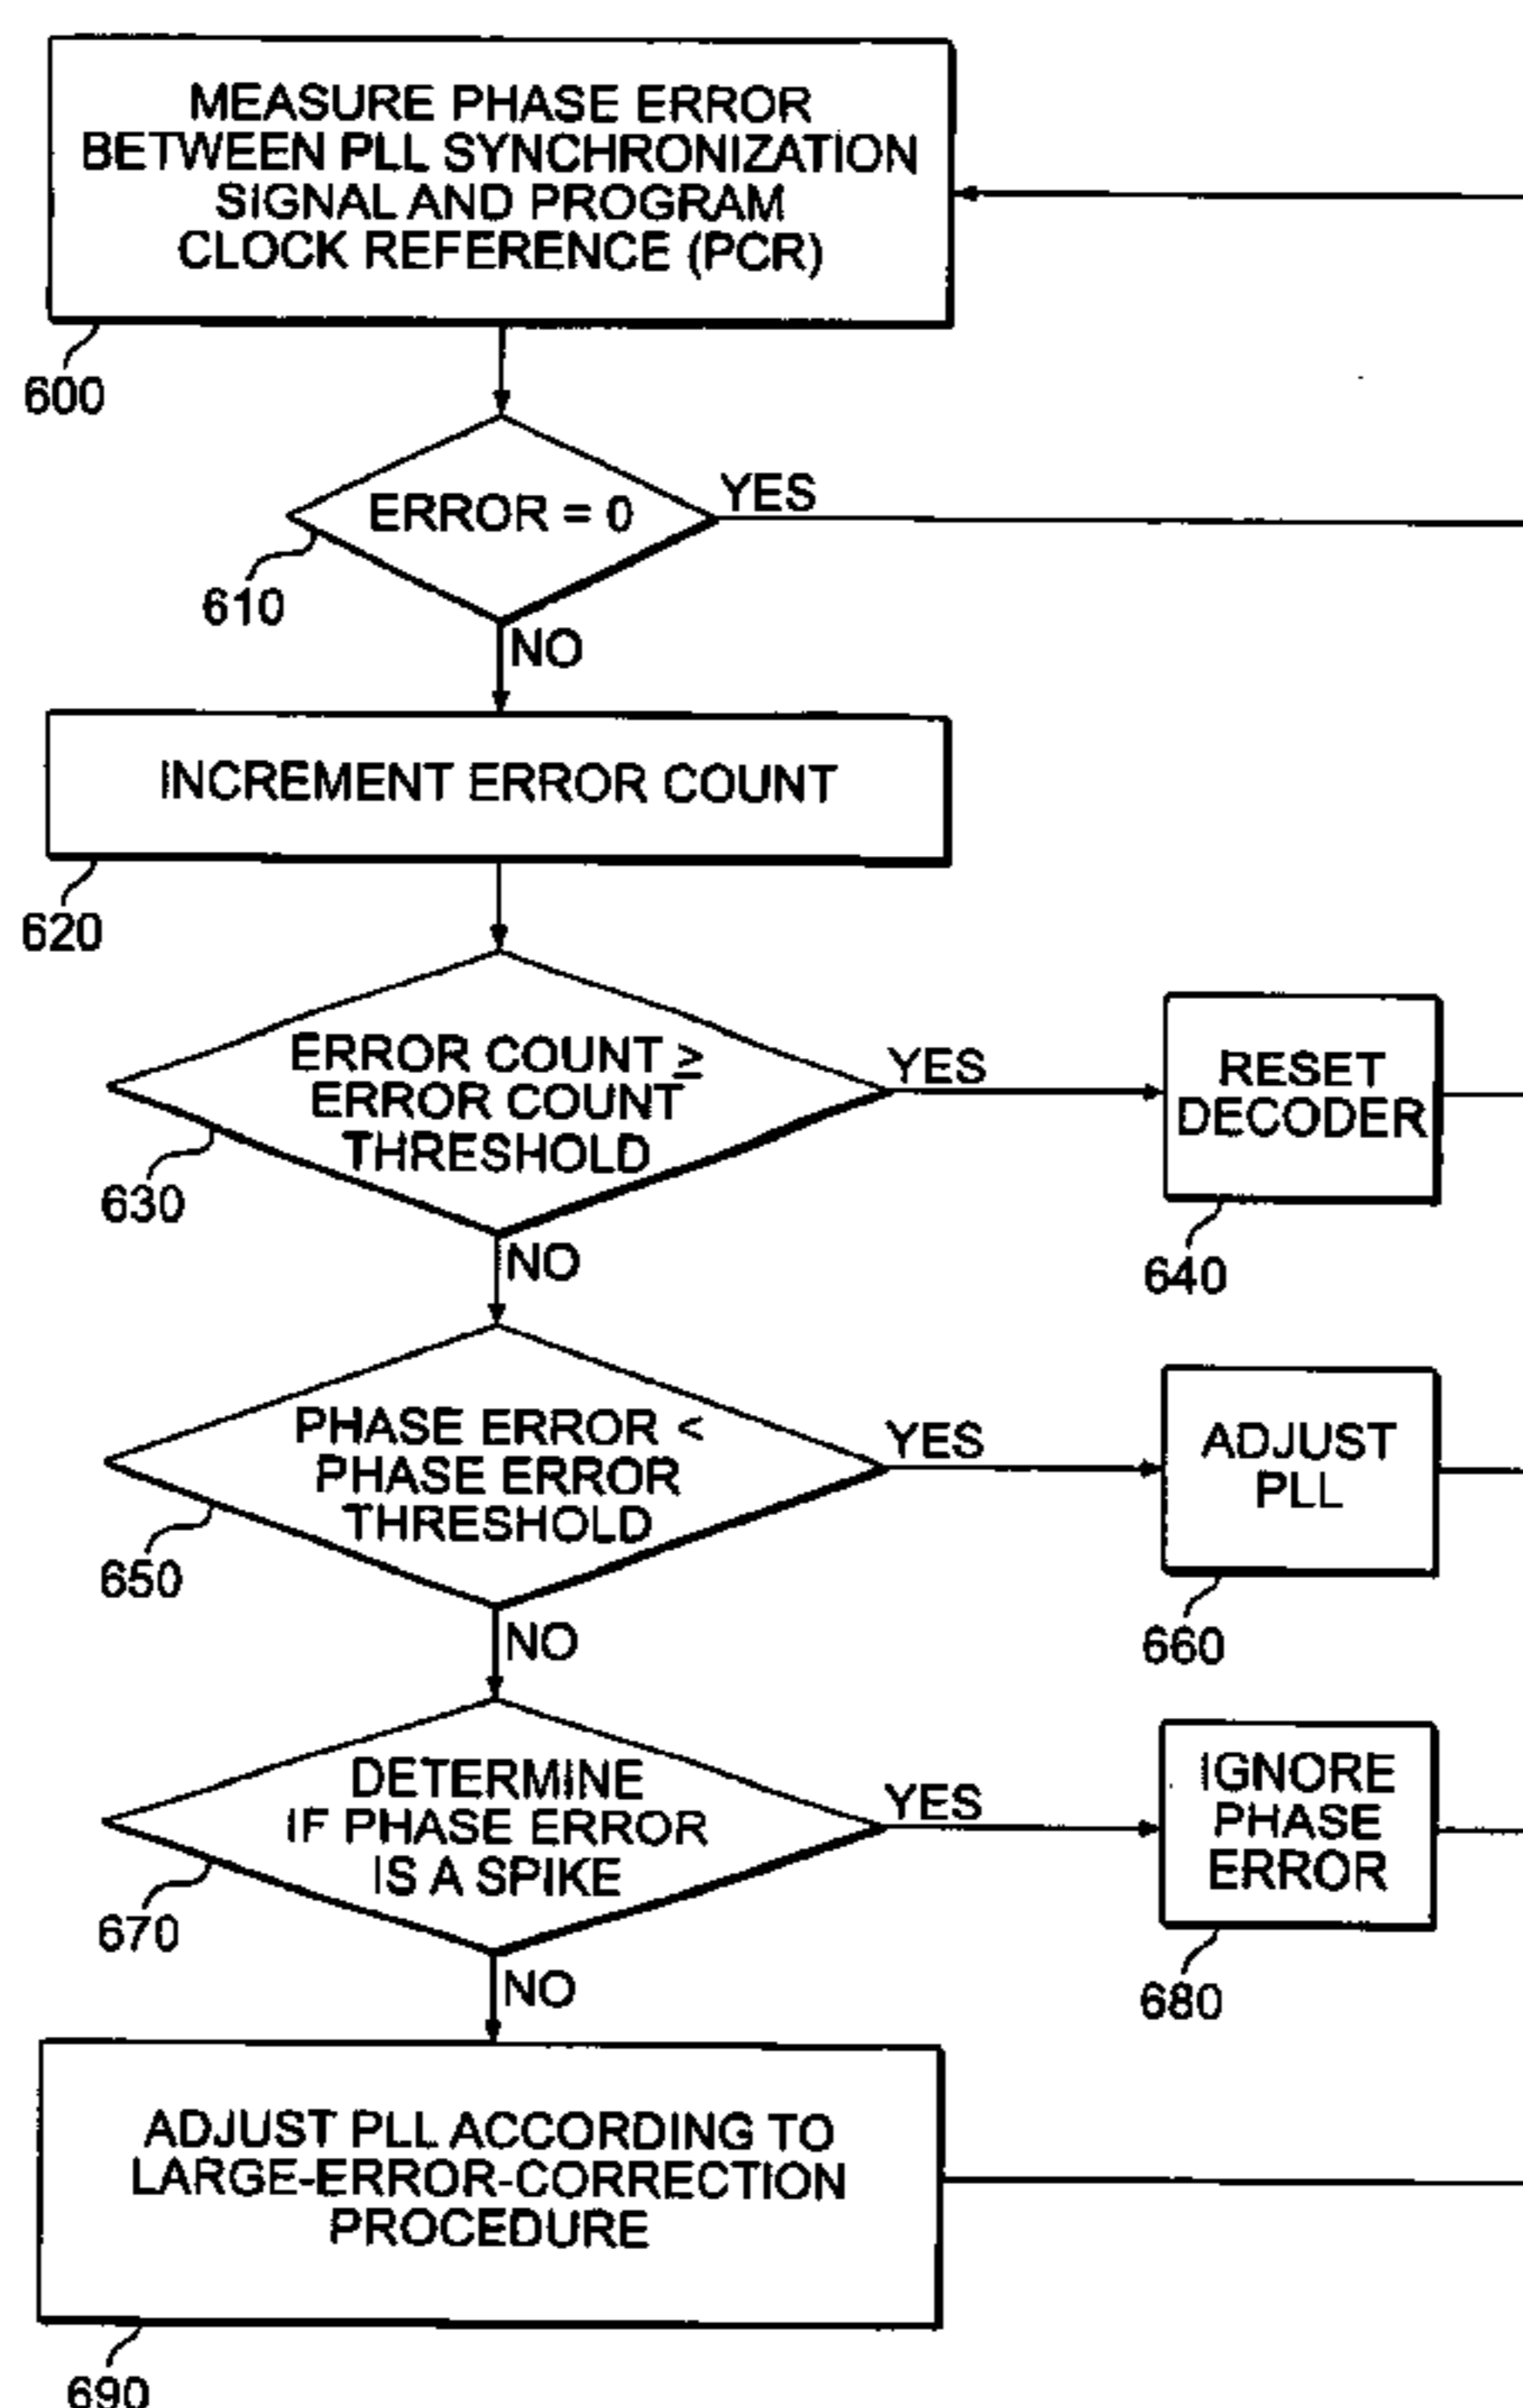 MEASURE PHASE ERROR
BETWEEN PLL SYNCHRONIZATION
SIGNAL AND PROGRAM
CLOCK REFERENCE (PCR)
600
ERROR = 0
YES
610
NO
INCREMENT ERROR COUNT
620
ERROR COUNT ≥
ERROR COUNT
THRESHOLD
YES
RESET
DECODER
630
640
NO
PHASE ERROR <
PHASE ERROR
THRESHOLD
YES
ADJUST
PLL
650
660
NO
DETERMINE
IF PHASE ERROR
IS A SPIKE
YES
IGNORE
PHASE
ERROR
670
680
NO
ADJUST PLL ACCORDING TO
LARGE-ERROR-CORRECTION
PROCEDURE
690